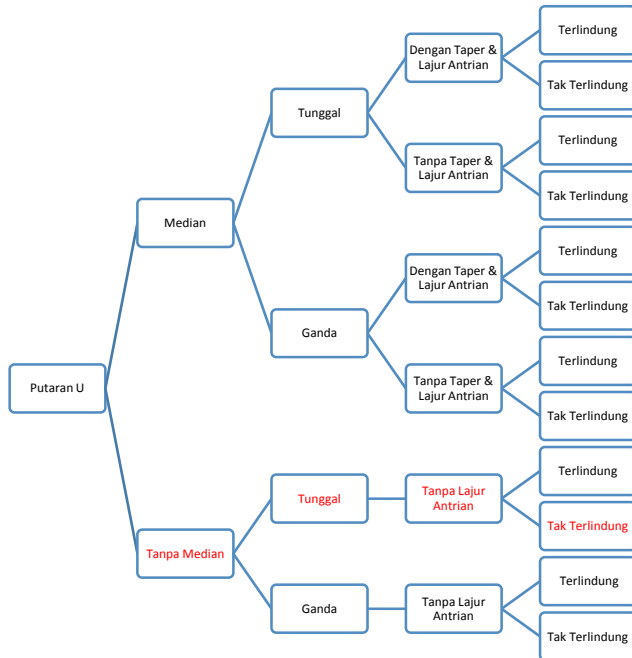 Putaran U
Median
Tunggal
Dengan Taper &
Lajur Antrian
Terlindung
Tak Terlindung
Tanpa Taper &
Lajur Antrian
Terlindung
Tak Terlindung
Ganda
Dengan Taper &
Lajur Antrian
Terlindung
Tak Terlindung
Tanpa Taper &
Lajur Antrian
Terlindung
Tak Terlindung
Tanpa Median
Tunggal
Tanpa Lajur
Antrian
Terlindung
Tak Terlindung
Ganda
Tanpa Lajur
Antrian
Terlindung
Tak Terlindung